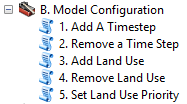 B. Model Configuration
1. Add A Timestep
2. Remove a Time Step
3. Add Land Use
4. Remove Land Use
5. Set Land Use Priority